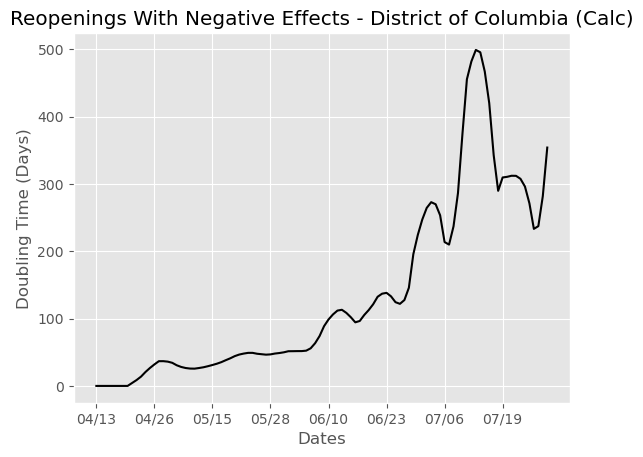 Reopenings With Negative Effects - District of Columbia (Calc)
500
400
300
200
100
0
Doubling Time (Days)
04/13 04/26 05/15 05/28 06/10 06/23 07/06 07/19
Dates